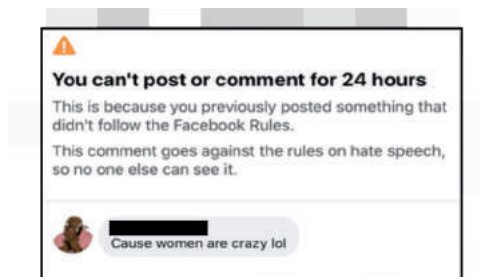 You can't post or comment for 24 hours
This is because you previously posted something that
didn't follow the Facebook Rules.
This comment goes against the rules on hate speech,
so no one else can see it.
Cause women are crazy lol